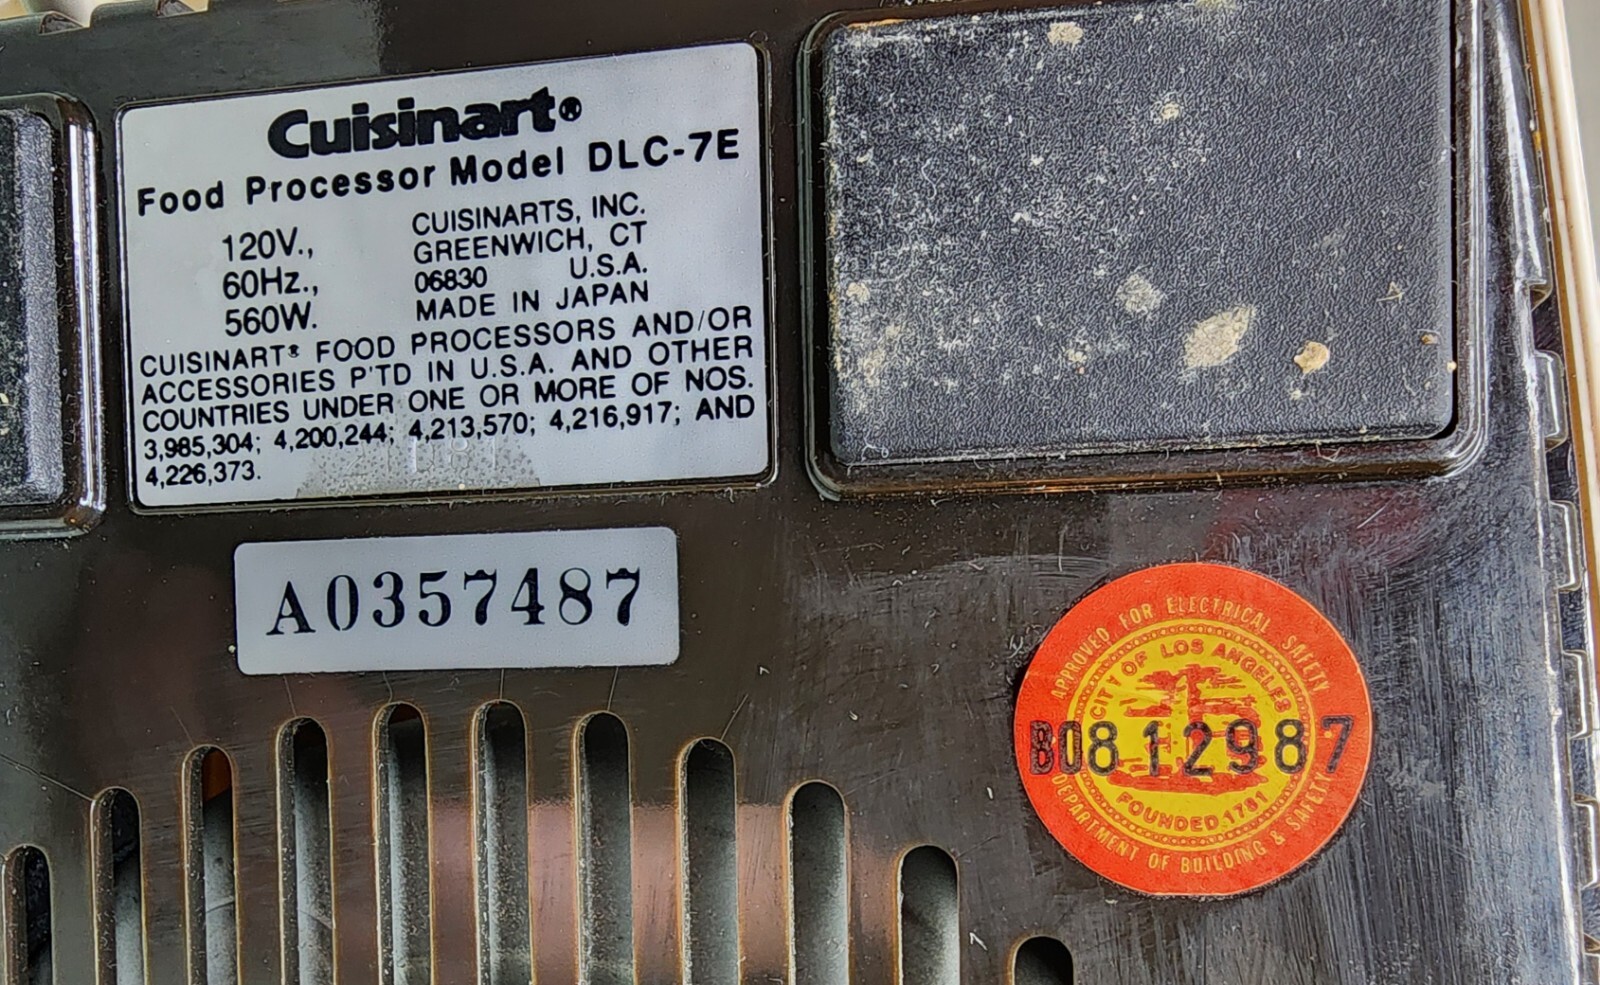 Cuisinart®
Food Processor Model DLC-7E
120V., CUISINARTS, INC.
60Hz., GREENWICH, CT
560W. 06830 U.S.A.
MADE IN JAPAN
CUISINART® FOOD PROCESSORS AND/OR
ACCESSORIES P'TD IN U.S.A. AND OTHER
COUNTRIES UNDER ONE OR MORE OF NOS.
3,985,304; 4,200,244; 4,213,570; 4,216,917; AND
4,226,373.
A0357487
APPROVED FOR ELECTRICAL SAFETY
CITY OF LOS ANGELES
B0812987
FOUNDED 1781
DEPARTMENT OF BUILDING & SAFETY